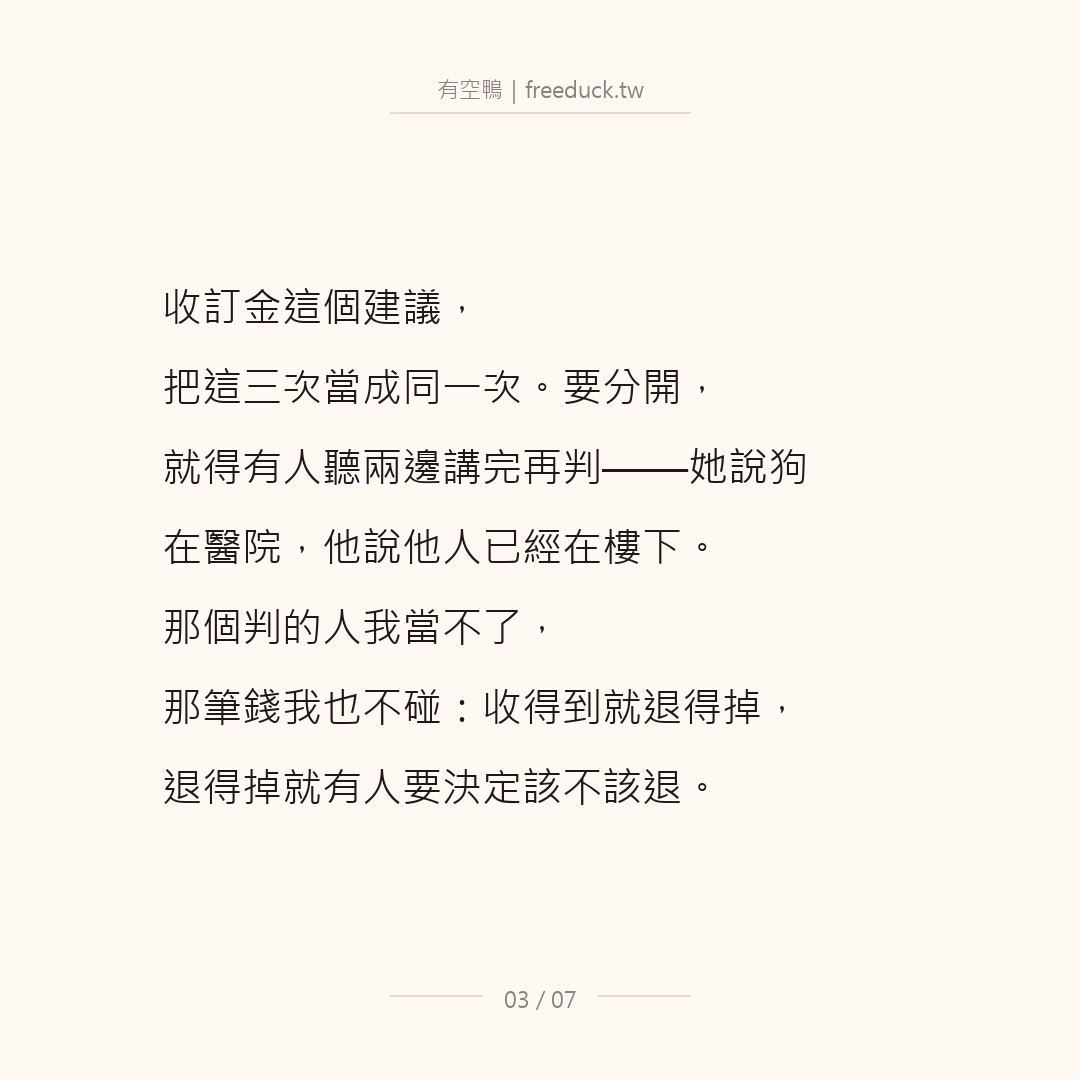 有空鴨｜freeduck.tw
收訂金這個建議，
把這三次當成同一次。要分開，
就得有人聽兩邊講完再判——她說狗
在醫院，他說他人已經在樓下。
那個判的人我當不了，
那筆錢我也不碰：收得到就退得掉，
退得掉就有人要決定該不該退。
03 / 07